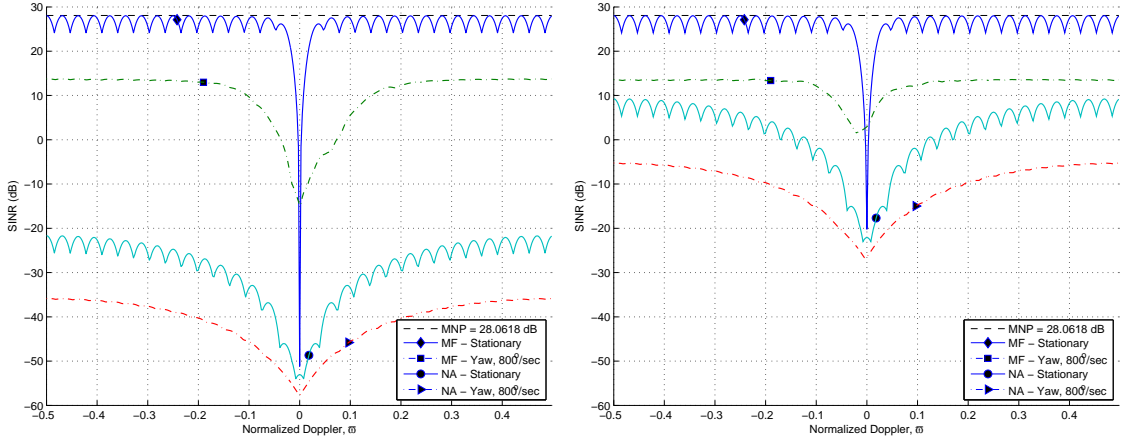 30
20
10
0
−10
−20
−30
−40
−50
−60
SINR (dB)
−0.5 −0.4 −0.3 −0.2 −0.1 0 0.1 0.2 0.3 0.4
Normalized Doppler, ϖ
MNP = 28.0618 dB
MF − Stationary
MF − Yaw, 800⁰/sec
NA − Stationary
NA − Yaw, 800⁰/sec
30
20
10
0
−10
−20
−30
−40
−50
−60
SINR (dB)
−0.5 −0.4 −0.3 −0.2 −0.1 0 0.1 0.2 0.3 0.4
Normalized Doppler, ϖ
MNP = 28.0618 dB
MF − Stationary
MF − Yaw, 800⁰/sec
NA − Stationary
NA − Yaw, 800⁰/sec